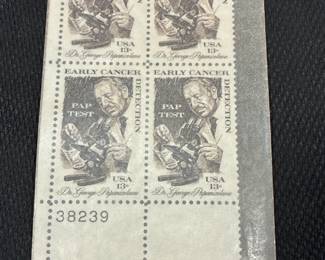 USA USA
13c 13c
Dr. George Papanicolaou Dr. George Papanicolaou
EARLY CANCER EARLY CANCER
DETECTION DETECTION
PAP PAP
TEST TEST
USA USA
13c 13c
Dr. George Papanicolaou Dr. George Papanicolaou
38239